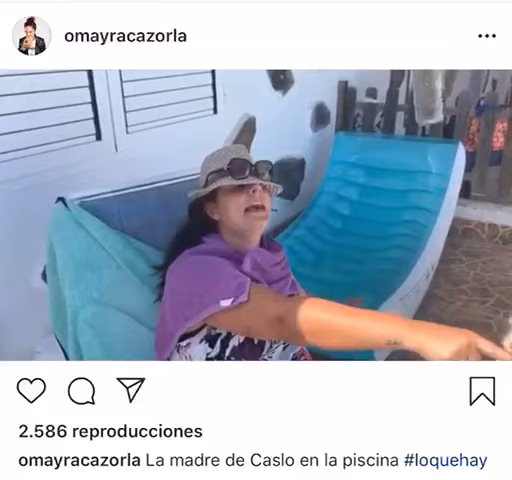 omayracazorla
2.586 reproducciones
omayracazorla La madre de Caslo en la piscina #loquehay